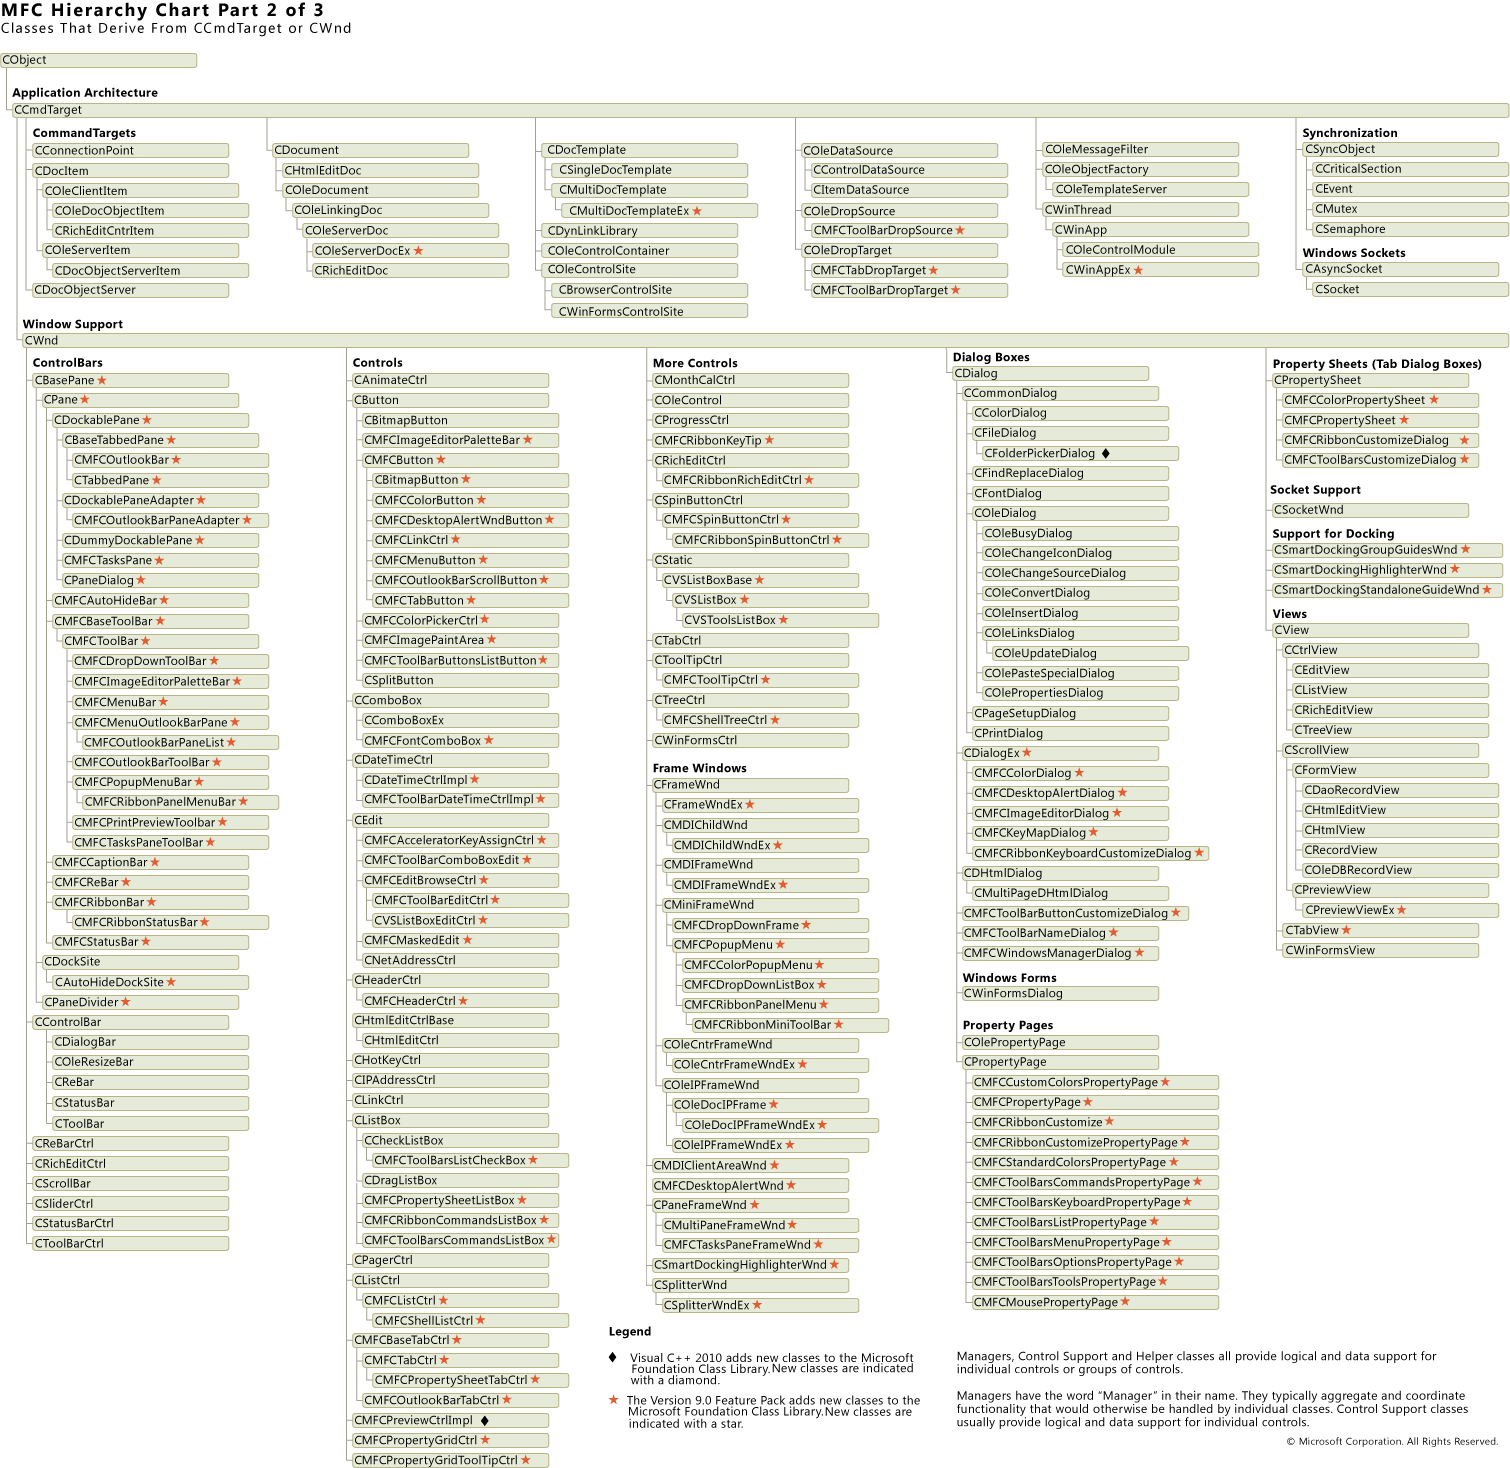 MFC Hierarchy Chart Part 2 of 3
Classes That Derive From CCmdTarget or CWnd
CObject
Application Architecture
CCmdTarget
CommandTargets
CConnectionPoint
CDocItem
COleClientItem
COleDocObjectItem
CRichEditCntrItem
COleServerItem
CDocObjectServerItem
CDocObjectServer
CDocument
CHtmlEditDoc
COleDocument
COleLinkingDoc
COleServerDoc
COleServerDocEx ★
CRichEditDoc
CDocTemplate
CSingleDocTemplate
CMultiDocTemplate
CMultiDocTemplateEx ★
CDynLinkLibrary
COleControlContainer
COleControlSite
CBrowserControlSite
CWinFormsControlSite
COleDataSource
CControlDataSource
CItemDataSource
COleDropSource
CMFCToolBarDropSource ★
COleDropTarget
CMFCTabDropTarget ★
CMFCToolBarDropTarget ★
COleMessageFilter
COleObjectFactory
COleTemplateServer
CWinThread
CWinApp
COleControlModule
CWinAppEx ★
Synchronization
CSyncObject
CCriticalSection
CEvent
CMutex
CSemaphore
Windows Sockets
CAsyncSocket
CSocket
Window Support
CWnd
ControlBars
CBasePane ★
CPane ★
CDockablePane ★
CBaseTabbedPane ★
CMFCOutlookBar ★
CTabbedPane ★
CDockablePaneAdapter ★
CMFCOutlookBarPaneAdapter ★
CDummyDockablePane ★
CMFCTasksPane ★
CPaneDialog ★
CMFCAutoHideBar ★
CMFCBaseToolBar ★
CMFCToolBar ★
CMFCDropDownToolBar ★
CMFCImageEditorPaletteBar ★
CMFCMenuBar ★
CMFCMenuOutlookBarPane ★
CMFCOutlookBarPaneList ★
CMFCOutlookBarToolBar ★
CMFCPopupMenuBar ★
CMFCRibbonPanelMenuBar ★
CMFCPrintPreviewToolbar ★
CMFCTasksPaneToolBar ★
CMFCCaptionBar ★
CMFCReBar ★
CMFCRibbonBar ★
CMFCRibbonStatusBar ★
CMFCStatusBar ★
CDockSite
CAutoHideDockSite ★
CPaneDivider ★
CControlBar
CDialogBar
COleResizeBar
CReBar
CStatusBar
CToolBar
CReBarCtrl
CRichEditCtrl
CScrollBar
CSliderCtrl
CStatusBarCtrl
CToolBarCtrl
Controls
CAnimateCtrl
CButton
CBitmapButton
CMFCImageEditorPaletteBar ★
CMFCButton ★
CBitmapButton ★
CMFCColorButton ★
CMFCDesktopAlertWndButton ★
CMFCLinkCtrl ★
CMFCMenuButton ★
CMFCOutlookBarScrollButton ★
CMFCTabButton ★
CMFCColorPickerCtrl ★
CMFCImagePaintArea ★
CMFCToolBarButtonsListButton ★
CSplitButton
CComboBox
CComboBoxEx
CMFCFontComboBox ★
CDateTimeCtrl
CDateTimeCtrlImpl ★
CMFCToolBarDateTimeCtrlImpl ★
CEdit
CMFCAcceleratorKeyAssignCtrl ★
CMFCToolBarComboBoxEdit ★
CMFCEditBrowseCtrl ★
CMFCToolBarEditCtrl ★
CVSListBoxEditCtrl ★
CMFCMaskedEdit ★
CNetAddressCtrl
CHeaderCtrl
CMFCHeaderCtrl ★
CHtmlEditCtrlBase
CHtmlEditCtrl
CHotKeyCtrl
CIPAddressCtrl
CLinkCtrl
CListBox
CCheckListBox
CMFCToolBarsListCheckBox ★
CDragListBox
CMFCPropertySheetListBox ★
CMFCRibbonCommandsListBox ★
CMFCToolBarsCommandsListBox ★
CPagerCtrl
CListCtrl
CMFCListCtrl ★
CMFCShellListCtrl ★
CMFCBaseTabCtrl ★
CMFCTabCtrl ★
CMFCPropertySheetTabCtrl ★
CMFCOutlookBarTabCtrl ★
CMFCPreviewCtrlImpl ♦
CMFCPropertyGridCtrl ★
CMFCPropertyGridToolTipCtrl ★
More Controls
CMonthCalCtrl
COleControl
CProgressCtrl
CMFCRibbonKeyTip ★
CRichEditCtrl
CMFCRibbonRichEditCtrl ★
CSpinButtonCtrl
CMFCSpinButtonCtrl ★
CMFCRibbonSpinButtonCtrl ★
CStatic
CVSListBoxBase ★
CVSListBox ★
CVSToolsListBox ★
CTabCtrl
CToolTipCtrl
CMFCToolTipCtrl ★
CTreeCtrl
CMFCShellTreeCtrl ★
CWinFormsCtrl
Frame Windows
CFrameWnd
CFrameWndEx ★
CMDIChildWnd
CMDIChildWndEx ★
CMDIFrameWnd
CMDIFrameWndEx ★
CMiniFrameWnd
CMFCDropDownFrame ★
CMFCPopupMenu ★
CMFCColorPopupMenu ★
CMFCDropDownListBox ★
CMFCRibbonPanelMenu ★
CMFCRibbonMiniToolBar ★
COleCntrFrameWnd
COleCntrFrameWndEx ★
COleIPFrameWnd
COleDocIPFrame ★
COleDocIPFrameWndEx ★
COleIPFrameWndEx ★
CMDIClientAreaWnd ★
CMFCDesktopAlertWnd ★
CPaneFrameWnd ★
CMultiPaneFrameWnd ★
CMFCTasksPaneFrameWnd ★
CSmartDockingHighlighterWnd ★
CSplitterWnd
CSplitterWndEx ★
Dialog Boxes
CDialog
CCommonDialog
CColorDialog
CFileDialog
CFolderPickerDialog ♦
CFindReplaceDialog
CFontDialog
COleDialog
COleBusyDialog
COleChangeIconDialog
COleChangeSourceDialog
COleConvertDialog
COleInsertDialog
COleLinksDialog
COleUpdateDialog
COlePasteSpecialDialog
COlePropertiesDialog
CPageSetupDialog
CPrintDialog
CDialogEx ★
CMFCColorDialog ★
CMFCDesktopAlertDialog ★
CMFCImageEditorDialog ★
CMFCKeyMapDialog ★
CMFCRibbonKeyboardCustomizeDialog ★
CDHtmlDialog
CMultiPageDHtmlDialog
CMFCToolBarButtonCustomizeDialog ★
CMFCToolBarNameDialog ★
CMFCWindowsManagerDialog ★
Windows Forms
CWinFormsDialog
Property Pages
COlePropertyPage
CPropertyPage
CMFCCustomColorsPropertyPage ★
CMFCPropertyPage ★
CMFCRibbonCustomize ★
CMFCRibbonCustomizePropertyPage ★
CMFCStandardColorsPropertyPage ★
CMFCToolBarsCommandsPropertyPage ★
CMFCToolBarsKeyboardPropertyPage ★
CMFCToolBarsListPropertyPage ★
CMFCToolBarsMenuPropertyPage ★
CMFCToolBarsOptionsPropertyPage ★
CMFCToolBarsToolsPropertyPage ★
CMFCMousePropertyPage ★
Property Sheets (Tab Dialog Boxes)
CPropertySheet
CMFCColorPropertySheet ★
CMFCPropertySheet ★
CMFCRibbonCustomizeDialog ★
CMFCToolBarsCustomizeDialog ★
Socket Support
CSocketWnd
Support for Docking
CSmartDockingGroupGuidesWnd ★
CSmartDockingHighlighterWnd ★
CSmartDockingStandaloneGuideWnd ★
Views
CView
CCtrlView
CEditView
CListView
CRichEditView
CTreeView
CScrollView
CFormView
CDaoRecordView
CHtmlEditView
CHtmlView
CRecordView
COleDBRecordView
CPreviewView
CPreviewViewEx ★
CTabView ★
CWinFormsView
Legend
♦ Visual C++ 2010 adds new classes to the Microsoft
Foundation Class Library.New classes are indicated
with a diamond.
★ The Version 9.0 Feature Pack adds new classes to the
Microsoft Foundation Class Library.New classes are
indicated with a star.
Managers, Control Support and Helper classes all provide logical and data support for
individual controls or groups of controls.
Managers have the word “Manager” in their name. They typically aggregate and coordinate
functionality that would otherwise be handled by individual classes. Control Support classes
usually provide logical and data support for individual controls.
© Microsoft Corporation. All Rights Reserved.